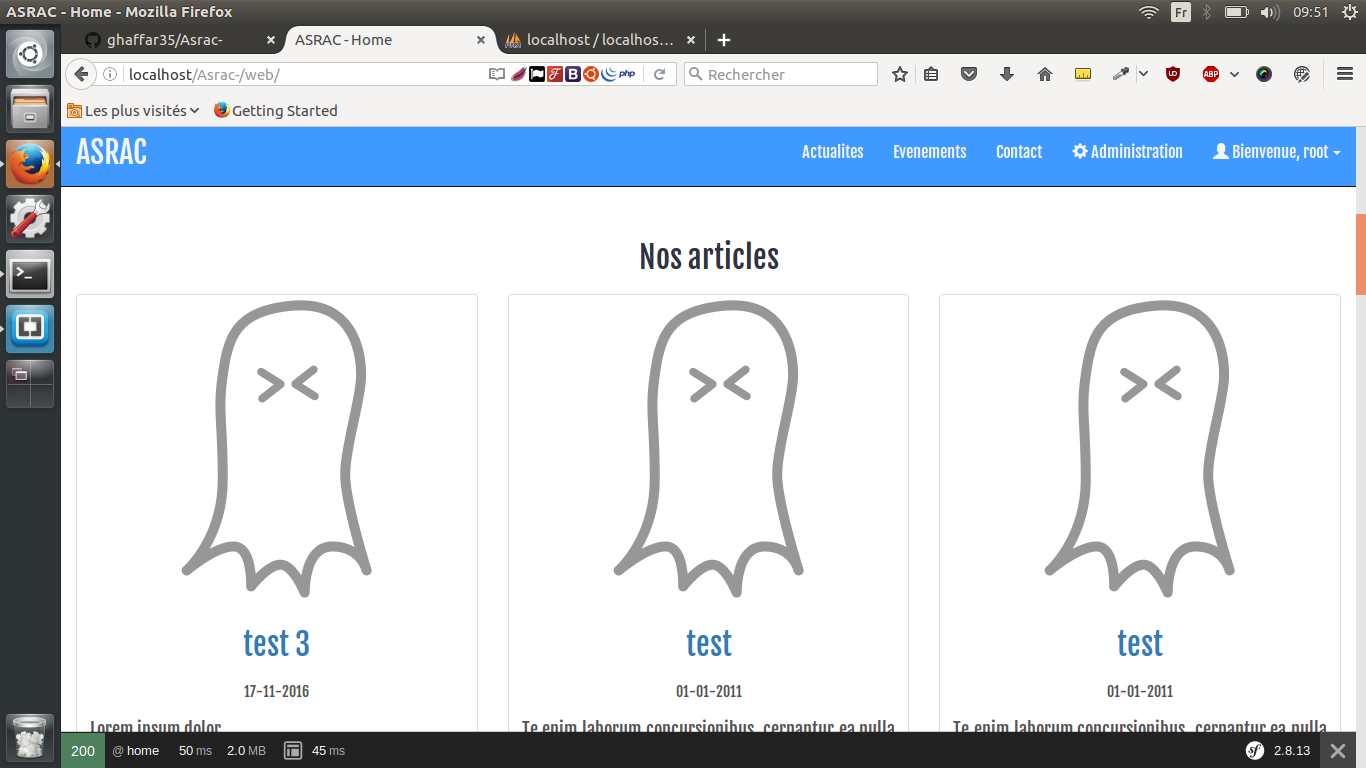 ASRAC - Home - Mozilla Firefox
Fr
09:51
ghaffar35/Asrac-
ASRAC - Home
localhost / localhos...
localhost/Asrac-/web/
php
Rechercher
ABP
Les plus visités
Getting Started
ASRAC
Actualites
Evenements
Contact
Administration
Bienvenue, root
Nos articles
test 3
test
test
17-11-2016
01-01-2011
01-01-2011
Lorem ipsum dolor
Te enim laborum concursionibus, cernantur ea nulla
Te enim laborum concursionibus, cernantur ea nulla
200 @ home 50 ms 2.0 MB 45 ms
sf 2.8.13